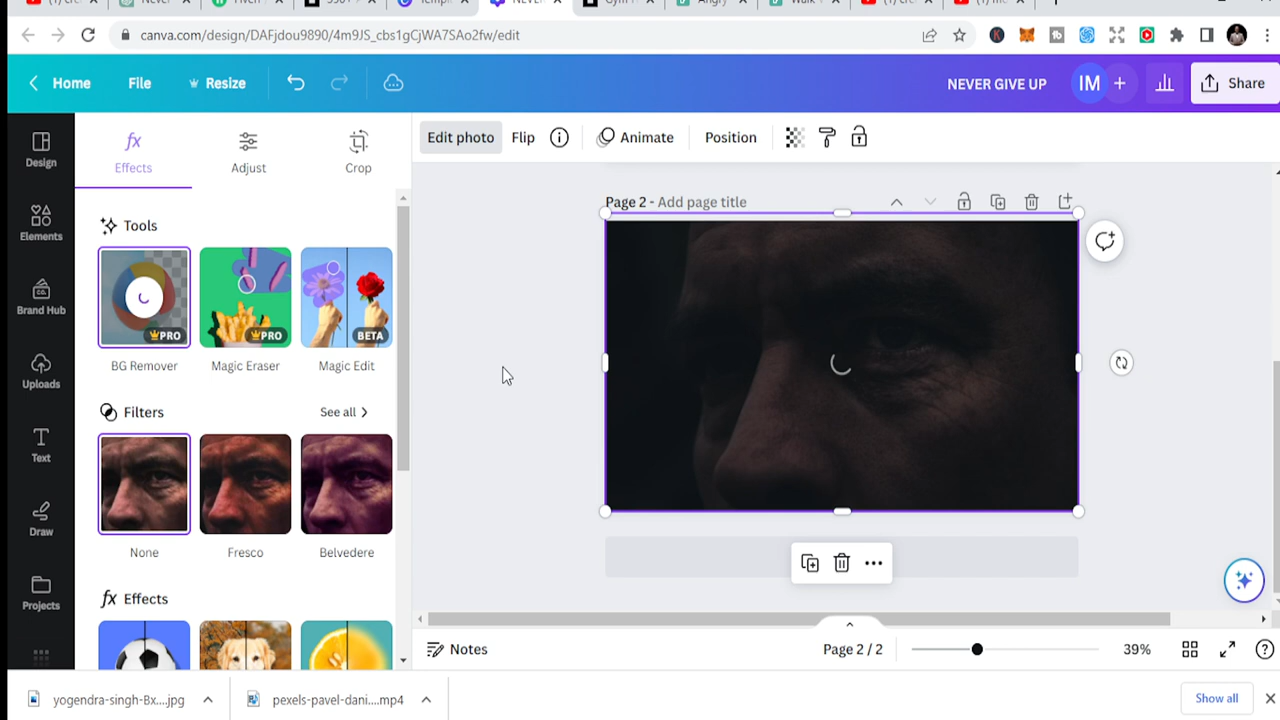 canva.com/design/DAFjdou9890/4m9JS_cbs1gCjWA7SAo2fw/edit
Home
File
Resize
NEVER GIVE UP
IM
Share
Design
Elements
Brand Hub
Uploads
Text
Draw
Projects
Effects
Adjust
Crop
Edit photo
Flip
Animate
Position
Tools
PRO
PRO
BETA
BG Remover
Magic Eraser
Magic Edit
Filters
See all
None
Fresco
Belvedere
fx Effects
Page 2 - Add page title
Notes
Page 2 / 2
39%
yogendra-singh-8x....jpg
pexels-pavel-dani....mp4
Show all